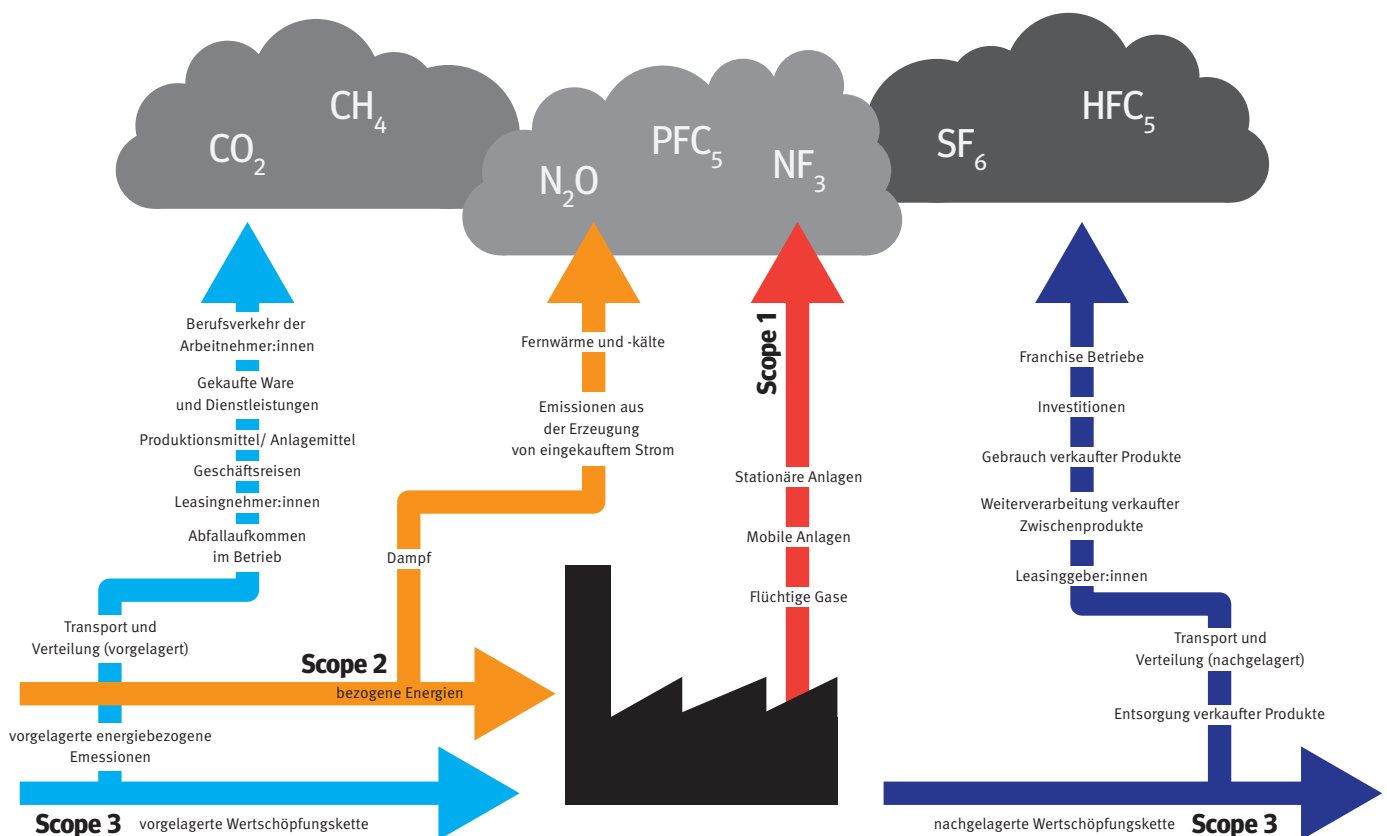 CO2
CH4
N2O
PFC5
NF3
SF6
HFC5
Berufsverkehr der
Arbeitnehmer:innen
Gekaufte Ware
und Dienstleistungen
Produktionsmittel/ Anlagemittel
Geschäftsreisen
Leasingnehmer:innen
Abfallaufkommen
im Betrieb
Transport und
Verteilung (vorgelagert)
vorgelagerte energiebezogene
Emessionen
Scope 3 vorgelagerte Wertschöpfungskette
Fernwärme und -kälte
Emissionen aus
der Erzeugung
von eingekauftem Strom
Dampf
Scope 2
bezogene Energien
Scope 1
Stationäre Anlagen
Mobile Anlagen
Flüchtige Gase
Franchise Betriebe
Investitionen
Gebrauch verkaufter Produkte
Weiterverarbeitung verkaufter
Zwischenprodukte
Leasinggeber:innen
Transport und
Verteilung (nachgelagert)
Entsorgung verkaufter Produkte
nachgelagerte Wertschöpfungskette Scope 3